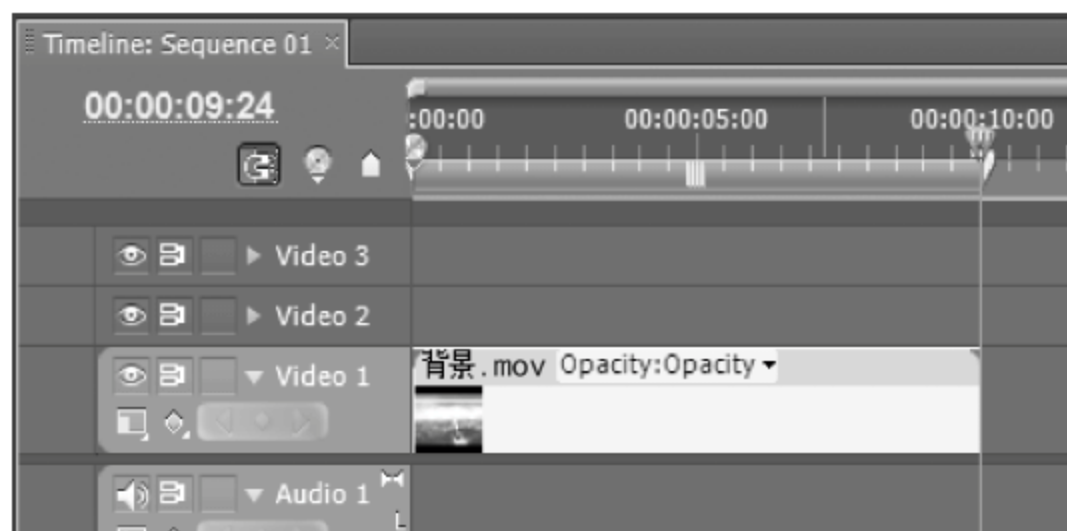 Timeline: Sequence 01 ×
00:00:09:24
:00:00 00:00:05:00 00:00:10:00
Video 3
Video 2
Video 1
背景.mov Opacity:Opacity
Audio 1